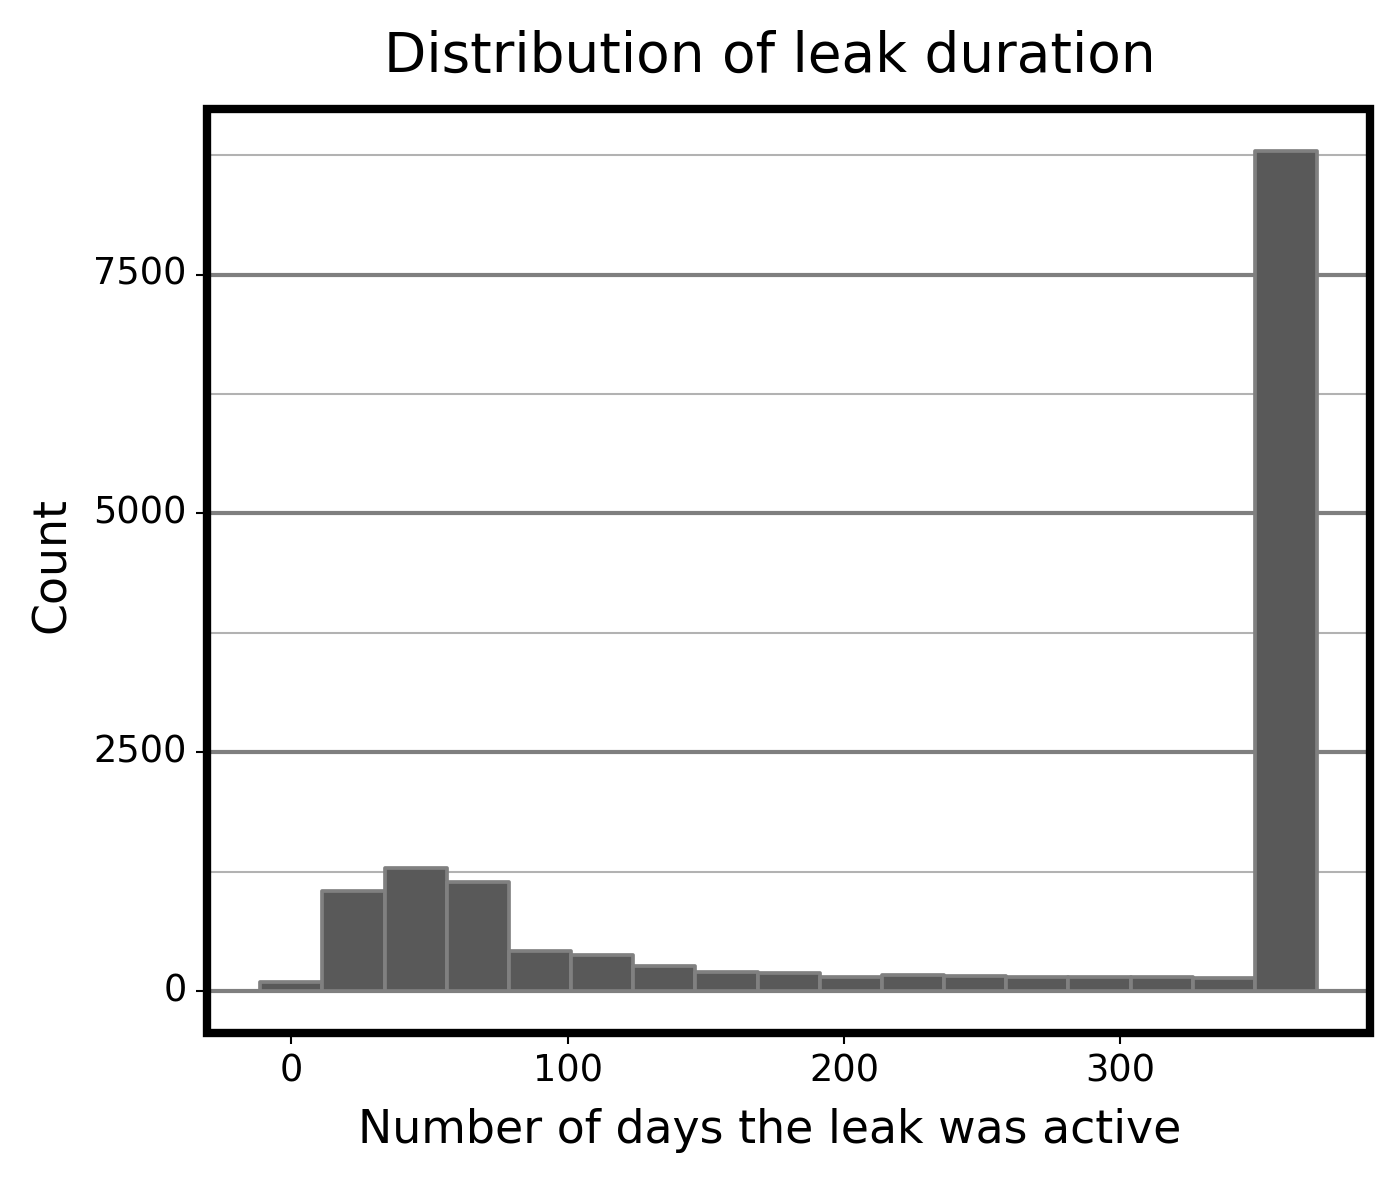 Distribution of leak duration
7500
5000
2500
0
Count
0 100 200 300
Number of days the leak was active